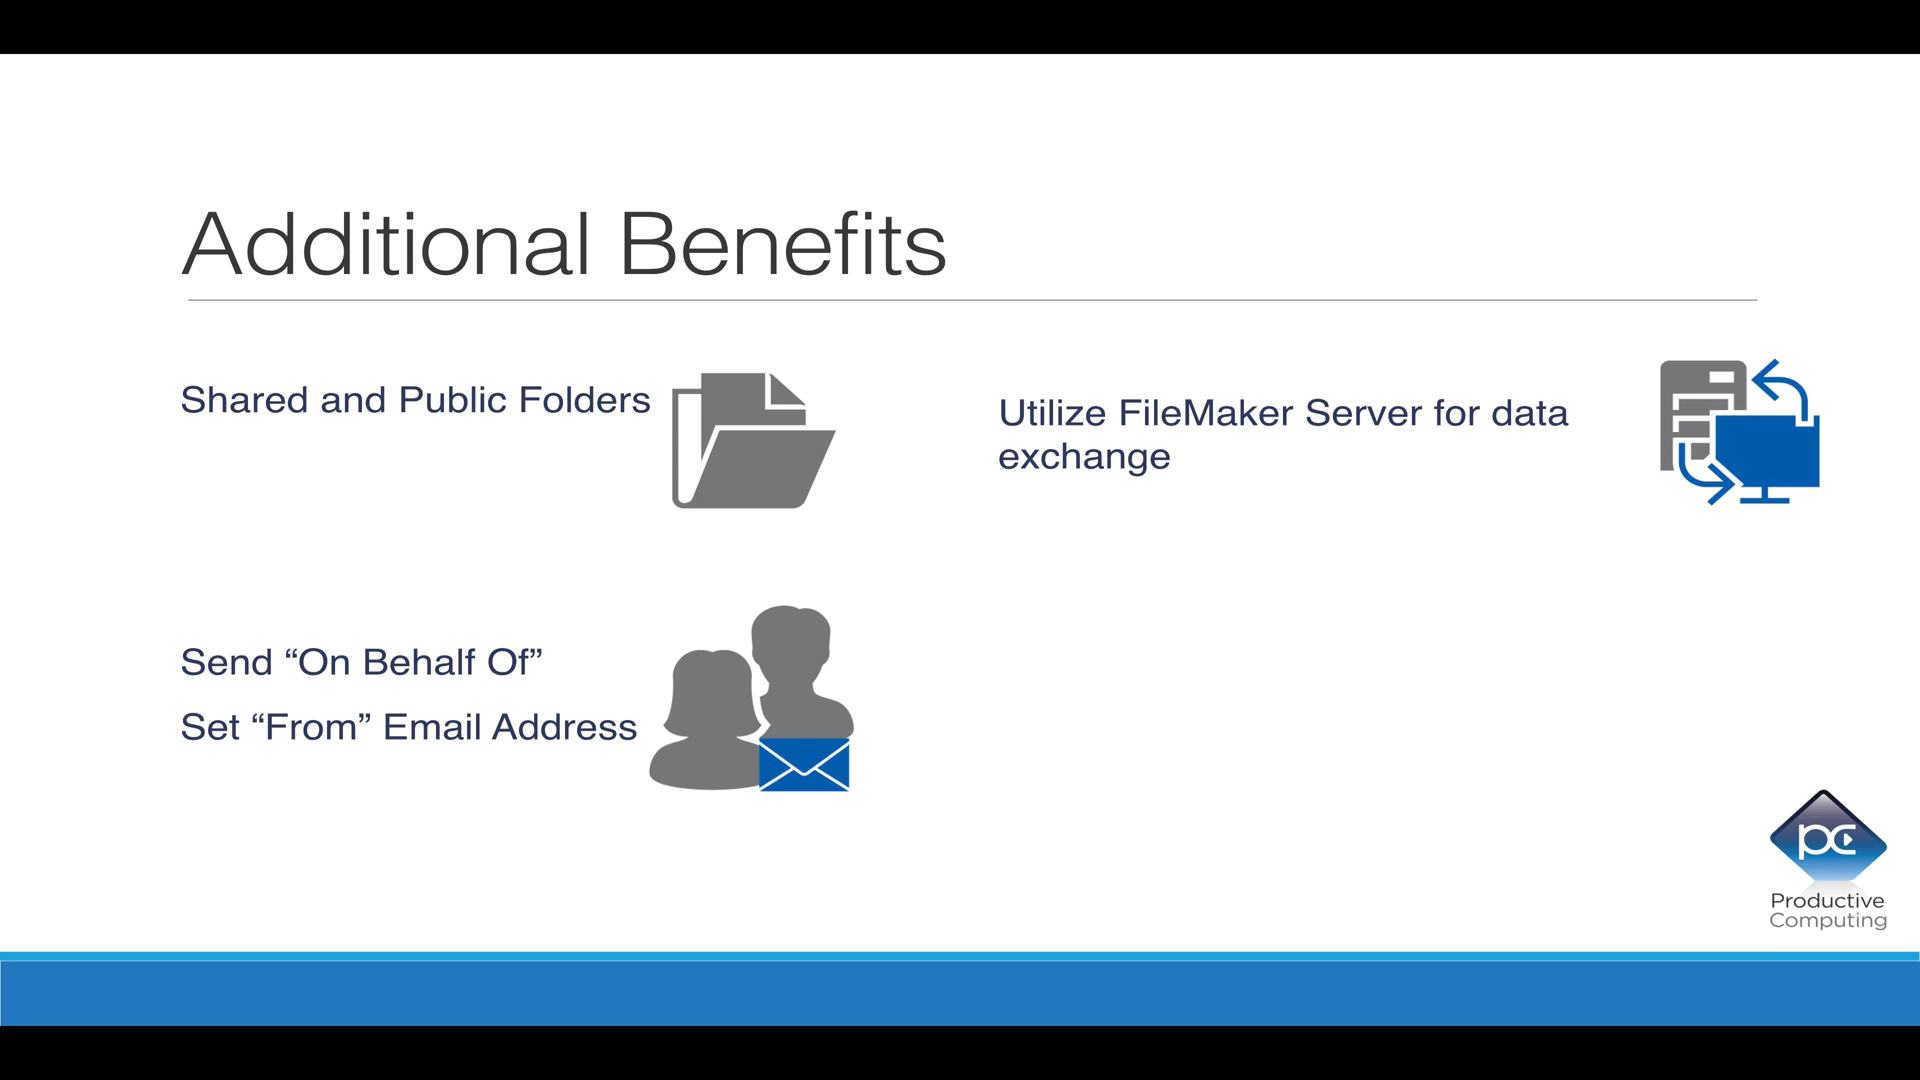 Additional Benefits
Shared and Public Folders
Utilize FileMaker Server for data
exchange
Send “On Behalf Of”
Set “From” Email Address
pc
Productive
Computing